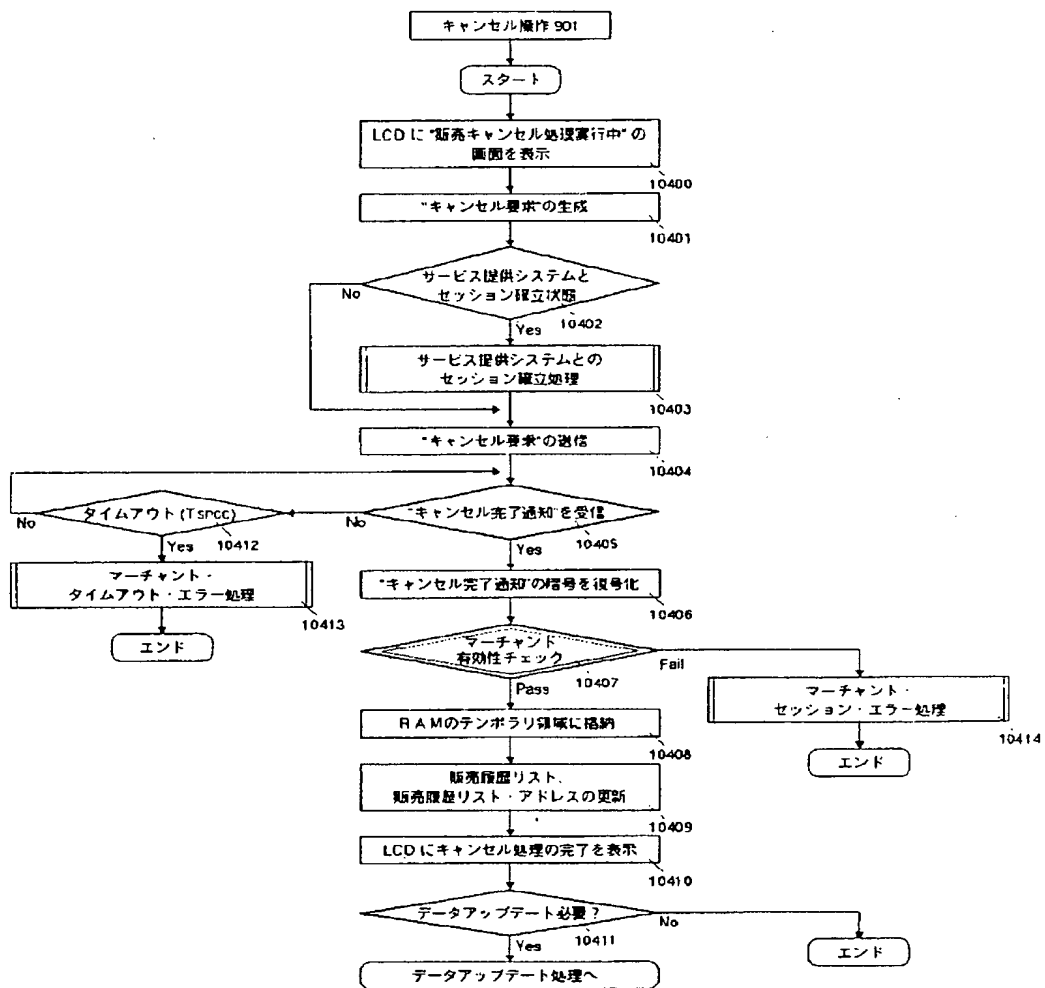 キャンセル操作 901
スタート
LCD に "販売キャンセル処理実行中" の
画面を表示
10400
"キャンセル要求"の生成
10401
サービス提供システムと
セッション確立状態
No
10402
Yes
サービス提供システムとの
セッション確立処理
10403
"キャンセル要求"の送信
10404
タイムアウト (Tspcc)
No
10412
Yes
"キャンセル完了通知"を受信
No
10405
Yes
マーチャント・
タイムアウト・エラー処理
10413
エンド
"キャンセル完了通知"の暗号を復号化
10406
マーチャント
有効性チェック
10407
Fail
Pass
マーチャント・
セッション・エラー処理
10414
エンド
RAMのテンポラリ領域に格納
10408
販売履歴リスト、
販売履歴リスト・アドレスの更新
10409
LCD にキャンセル処理の完了を表示
10410
データアップデート必要？
No
10411
Yes
エンド
データアップデート処理へ